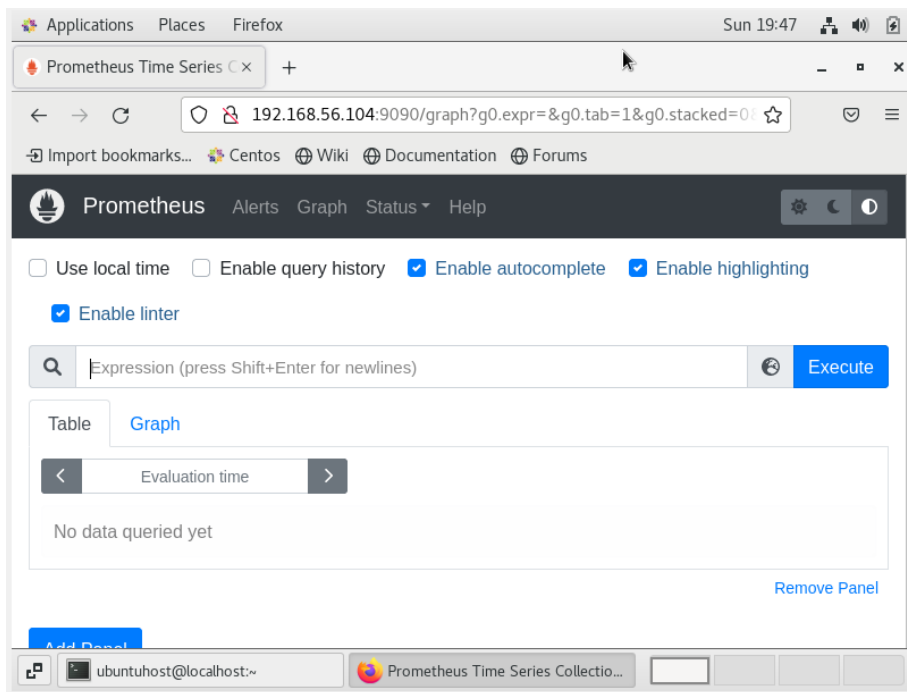 Applications Places Firefox Sun 19:47
Prometheus Time Series C
192.168.56.104:9090/graph?g0.expr=&g0.tab=1&g0.stacked=0&
Import bookmarks... Centos Wiki Documentation Forums
Prometheus Alerts Graph Status Help
Use local time Enable query history Enable autocomplete Enable highlighting
Enable linter
Expression (press Shift+Enter for newlines) Execute
Table Graph
Evaluation time
No data queried yet
Remove Panel
Add Panel
ubuntuhost@localhost:~ Prometheus Time Series Collectio...